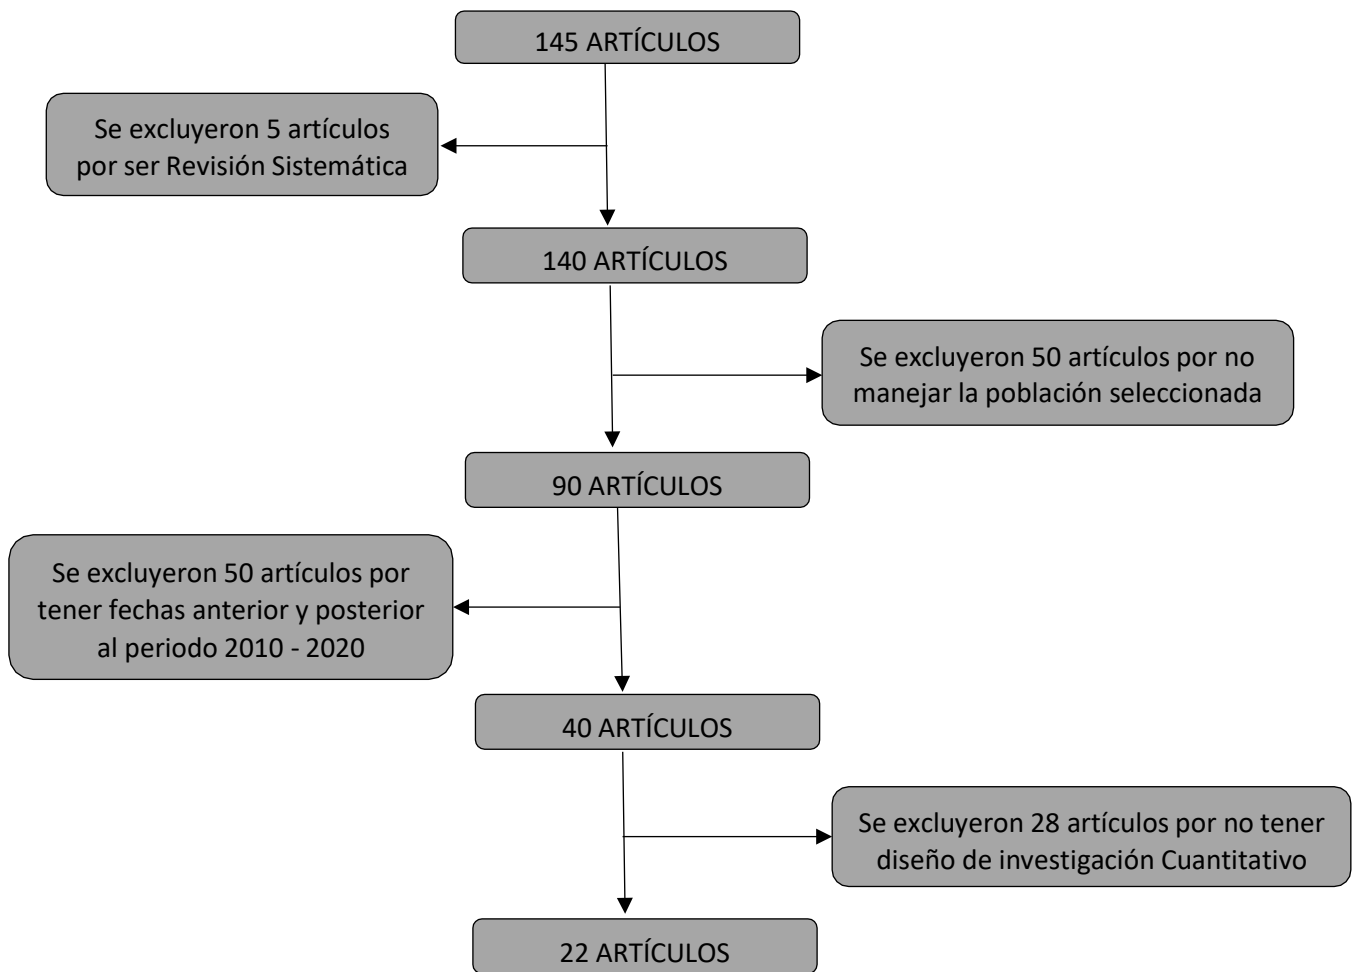 145 ARTÍCULOS
Se excluyeron 5 artículos
por ser Revisión Sistemática
140 ARTÍCULOS
Se excluyeron 50 artículos por no
manejar la población seleccionada
90 ARTÍCULOS
Se excluyeron 50 artículos por
tener fechas anterior y posterior
al periodo 2010 - 2020
40 ARTÍCULOS
Se excluyeron 28 artículos por no tener
diseño de investigación Cuantitativo
22 ARTÍCULOS